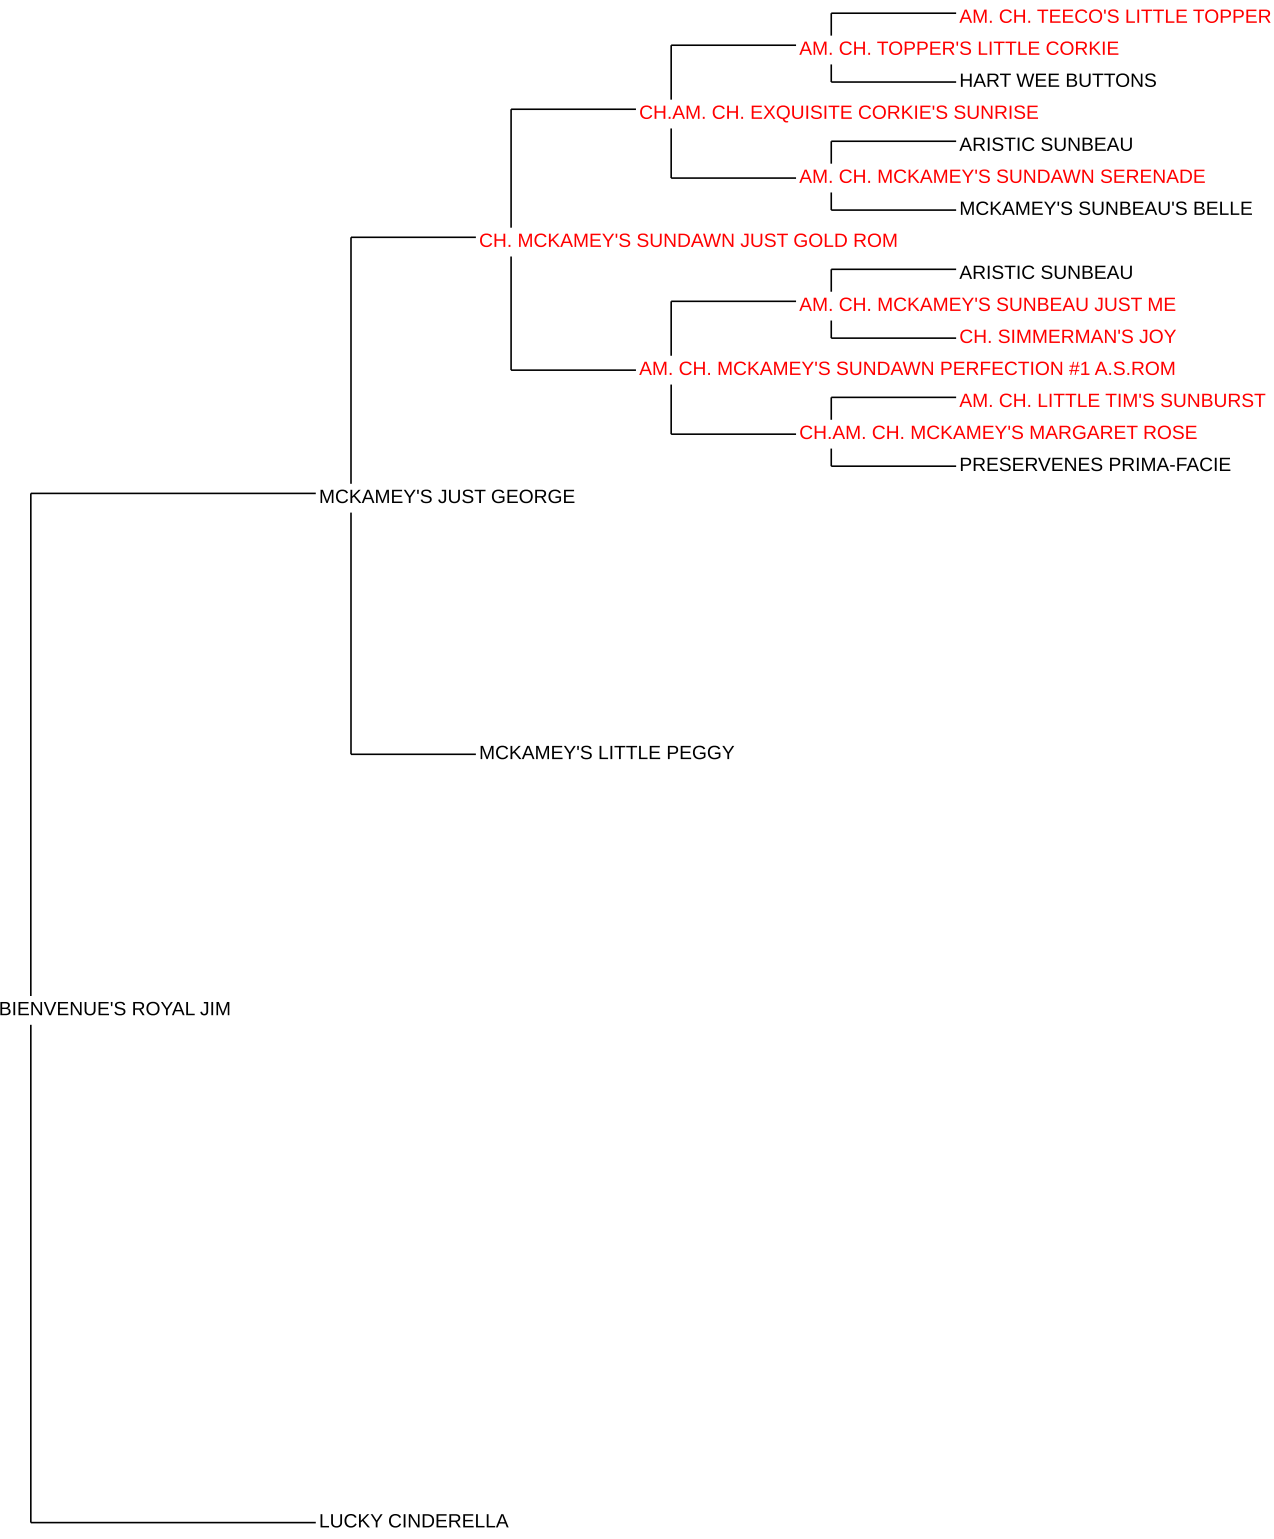 AM. CH. TEECO'S LITTLE TOPPER
AM. CH. TOPPER'S LITTLE CORKIE
HART WEE BUTTONS
CH.AM. CH. EXQUISITE CORKIE'S SUNRISE
ARISTIC SUNBEAU
AM. CH. MCKAMEY'S SUNDAWN SERENADE
MCKAMEY'S SUNBEAU'S BELLE
CH. MCKAMEY'S SUNDAWN JUST GOLD ROM
ARISTIC SUNBEAU
AM. CH. MCKAMEY'S SUNBEAU JUST ME
CH. SIMMERMAN'S JOY
AM. CH. MCKAMEY'S SUNDAWN PERFECTION #1 A.S.ROM
AM. CH. LITTLE TIM'S SUNBURST
CH.AM. CH. MCKAMEY'S MARGARET ROSE
PRESERVENES PRIMA-FACIE
MCKAMEY'S JUST GEORGE
MCKAMEY'S LITTLE PEGGY
BIENVENUE'S ROYAL JIM
LUCKY CINDERELLA